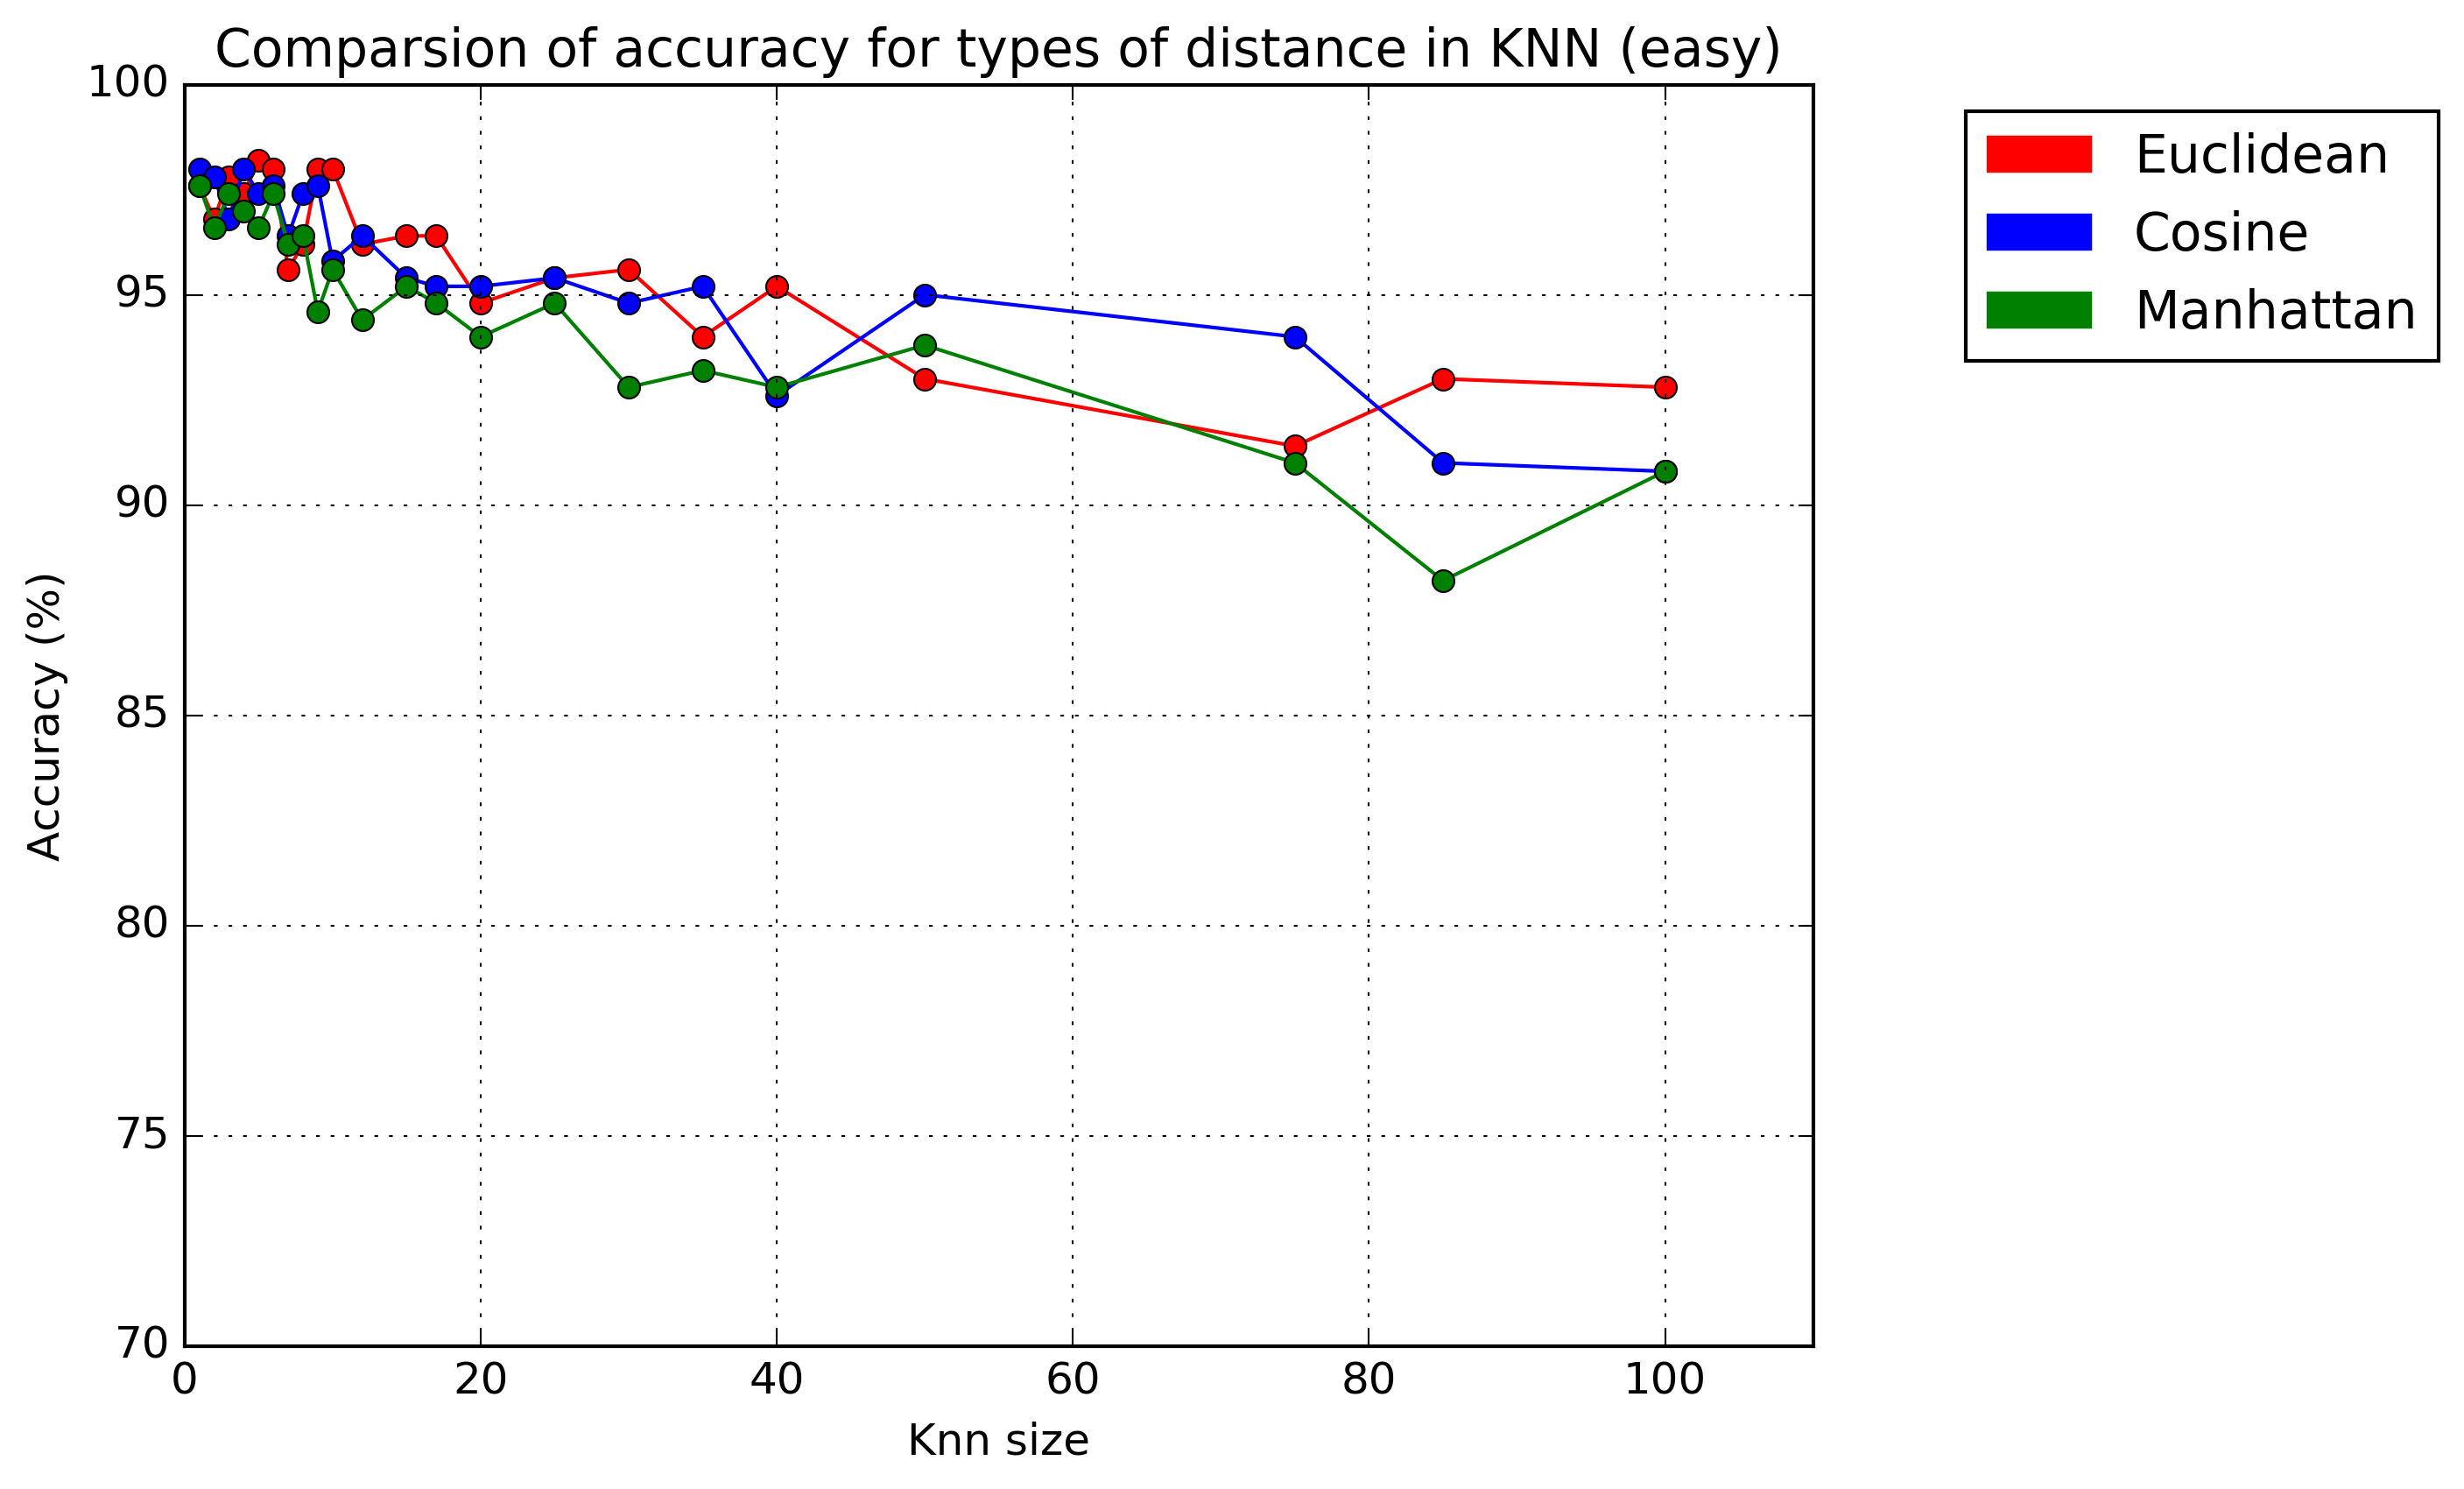 Comparsion of accuracy for types of distance in KNN (easy)
100
95
90
85
80
75
70
Accuracy (%)
0 20 40 60 80 100
Knn size
Euclidean
Cosine
Manhattan